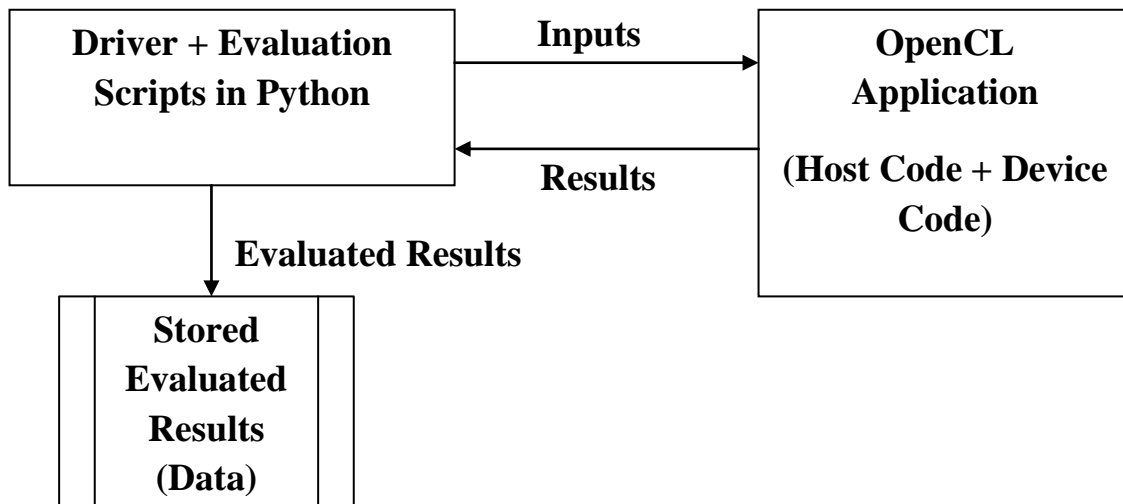 Driver + Evaluation
Scripts in Python
Inputs
OpenCL
Application
(Host Code + Device
Code)
Results
Evaluated Results
Stored
Evaluated
Results
(Data)